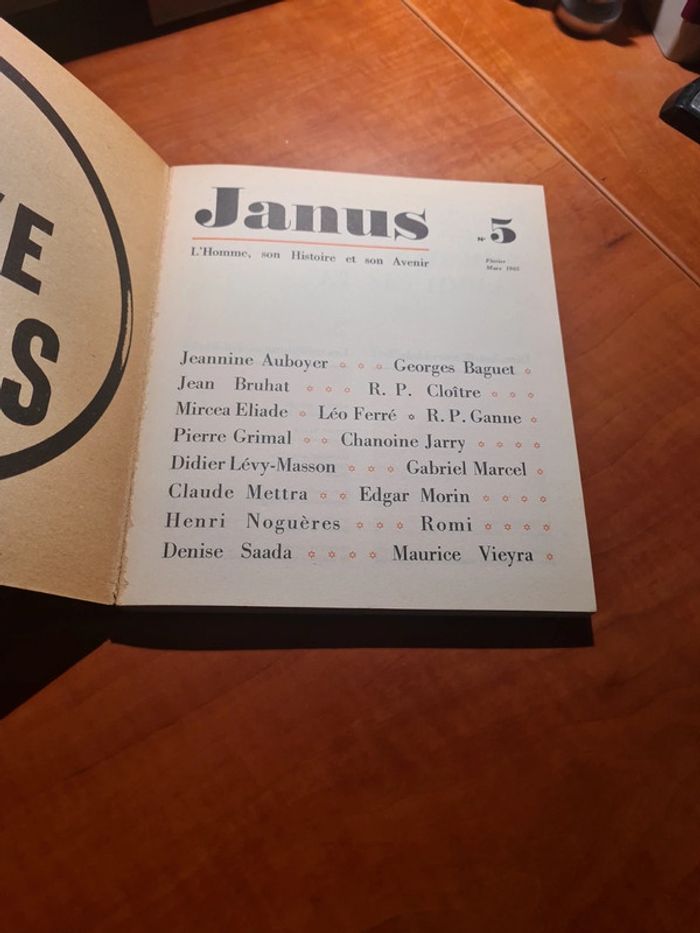 Janus
N° 5
L'Homme, son Histoire et son Avenir
Février
Mars 1965
Jeannine Auboyer Georges Baguet
Jean Bruhat R. P. Cloître
Mircea Eliade Léo Ferré R. P. Ganne
Pierre Grimal Chanoine Jarry
Didier Lévy-Masson Gabriel Marcel
Claude Mettra Edgar Morin
Henri Noguères Romi
Denise Saada Maurice Vieyra